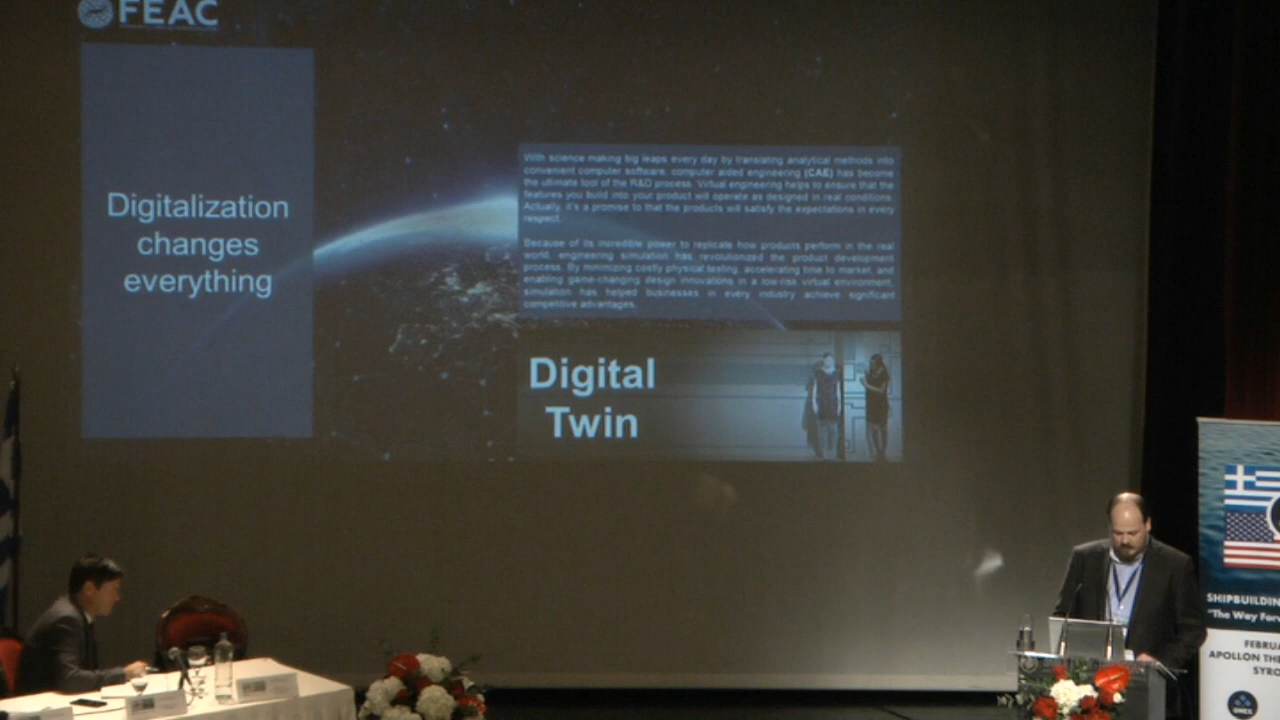 FEAC
Digitalization
changes
everything
With science making big leaps every day by translating analytical methods into
convenient computer software, computer aided engineering (CAE) has become
the ultimate tool of the R&D process. Virtual engineering helps to ensure that the
features you build into your product will operate as designed in real conditions.
Actually, it's a promise to that the products will satisfy the expectations in every
respect.
Because of its incredible power to replicate how products perform in the real
world, engineering simulation has revolutionized the product development
process. By minimizing costly physical testing, accelerating time to market, and
enabling game-changing design innovations in a low-risk virtual environment,
simulation has helped businesses in every industry achieve significant
competitive advantages.
Digital
Twin
SHIPBUILDIN
"The Way For
FEBRUA
APOLLON THE
SYRO
ONEX